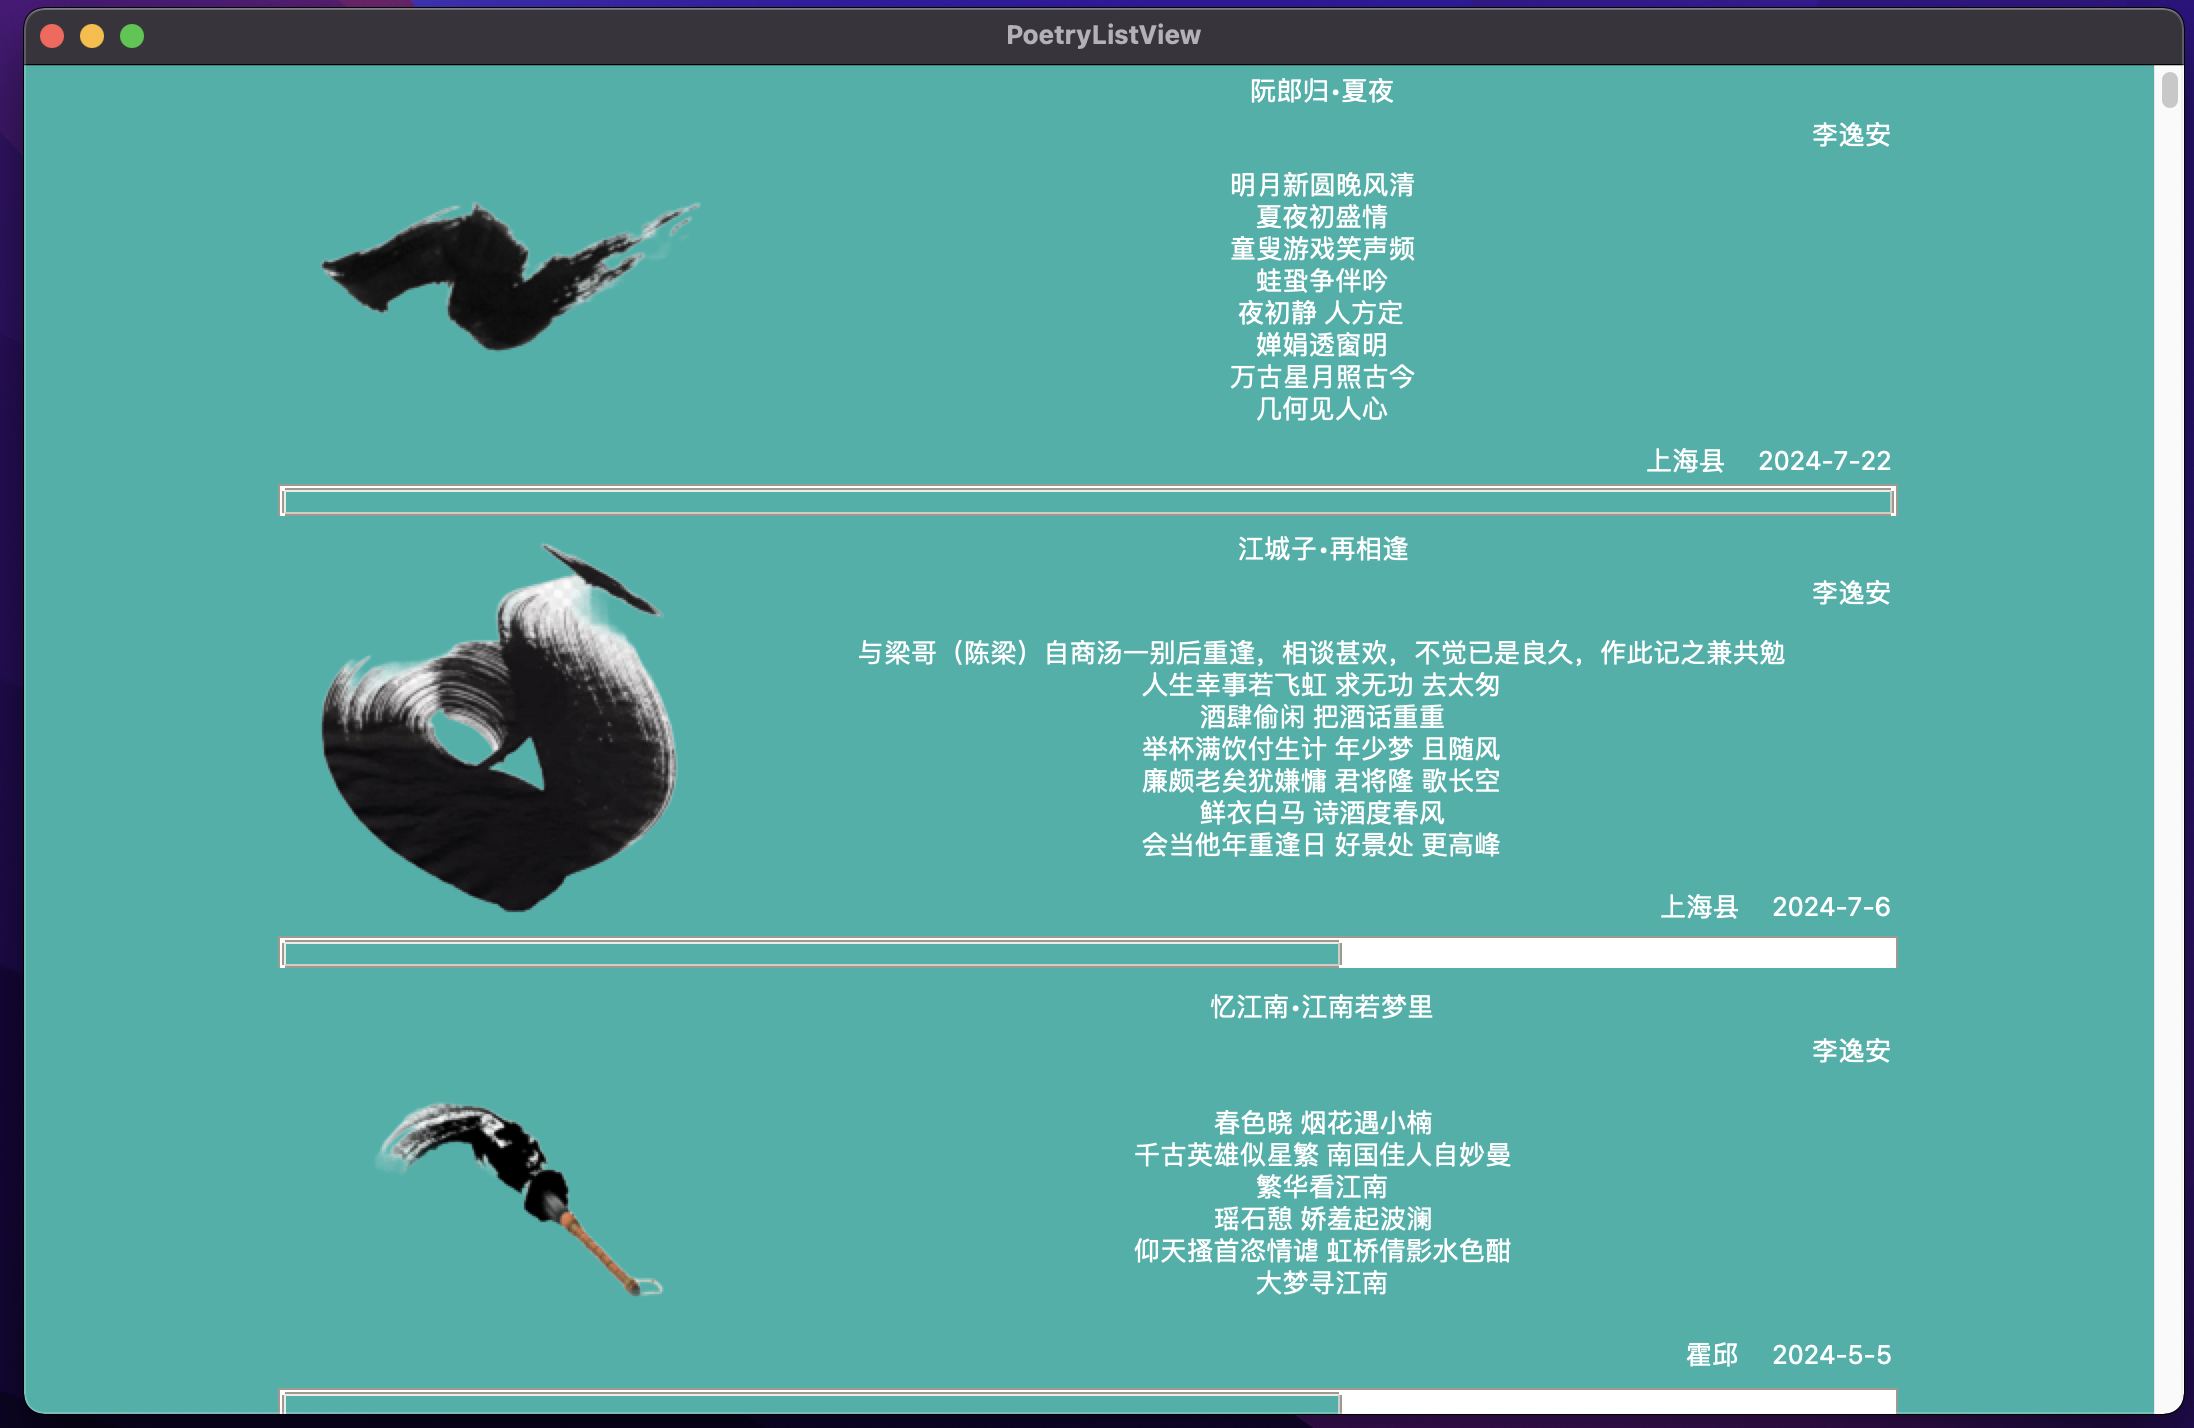 PoetryListView
阮郎归·夏夜
李逸安
明月新圆晚风清
夏夜初盛情
童叟游戏笑声频
蛙蛩争伴吟
夜初静 人方定
婵娟透窗明
万古星月照古今
几何见人心
上海县 2024-7-22
江城子·再相逢
李逸安
与梁哥（陈梁）自商汤一别后重逢，相谈甚欢，不觉已是良久，作此记之兼共勉
人生幸事若飞虹 求无功 去太匆
酒肆偷闲 把酒话重重
举杯满饮付生计 年少梦 且随风
廉颇老矣犹嫌慵 君将隆 歌长空
鲜衣白马 诗酒度春风
会当他年重逢日 好景处 更高峰
上海县 2024-7-6
忆江南·江南若梦里
李逸安
春色晓 烟花遇小楠
千古英雄似星繁 南国佳人自妙曼
繁华看江南
瑶石憩 娇羞起波澜
仰天搔首恣情谑 虹桥倩影水色酣
大梦寻江南
霍邱 2024-5-5